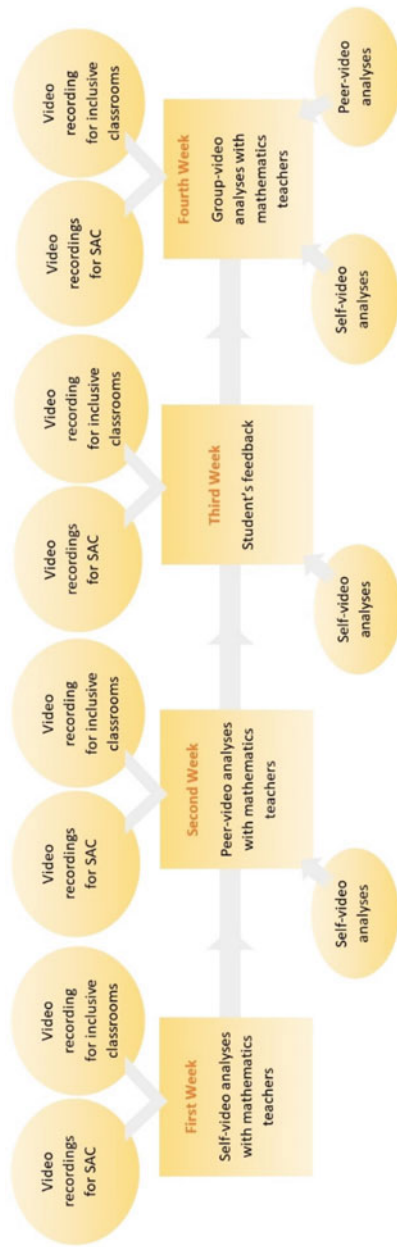 Video
recordings
for SAC
Video
recording
for inclusive
classrooms
First Week
Self-video analyses
with mathematics
teachers
Video
recordings
for SAC
Video
recording
for inclusive
classrooms
Second Week
Peer-video analyses
with mathematics
teachers
Self-video
analyses
Video
recordings
for SAC
Video
recording
for inclusive
classrooms
Third Week
Student's feedback
Self-video
analyses
Video
recordings
for SAC
Video
recording
for inclusive
classrooms
Fourth Week
Group-video
analyses with
mathematics
teachers
Self-video
analyses
Peer-video
analyses